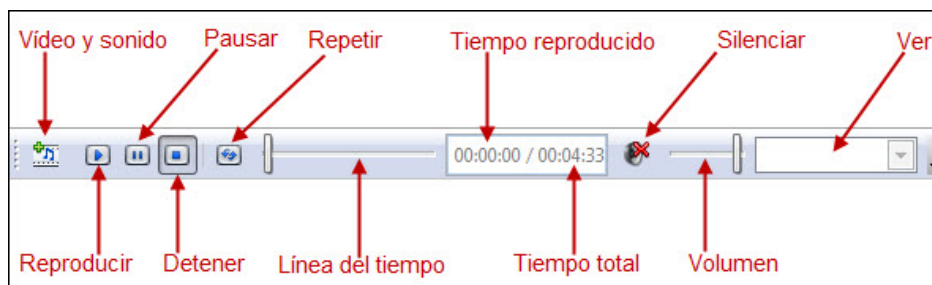 Vídeo y sonido Pausar Repetir Tiempo reproducido Silenciar Ver
00:00:00 / 00:04:33
Reproducir Detener Línea del tiempo Tiempo total Volumen